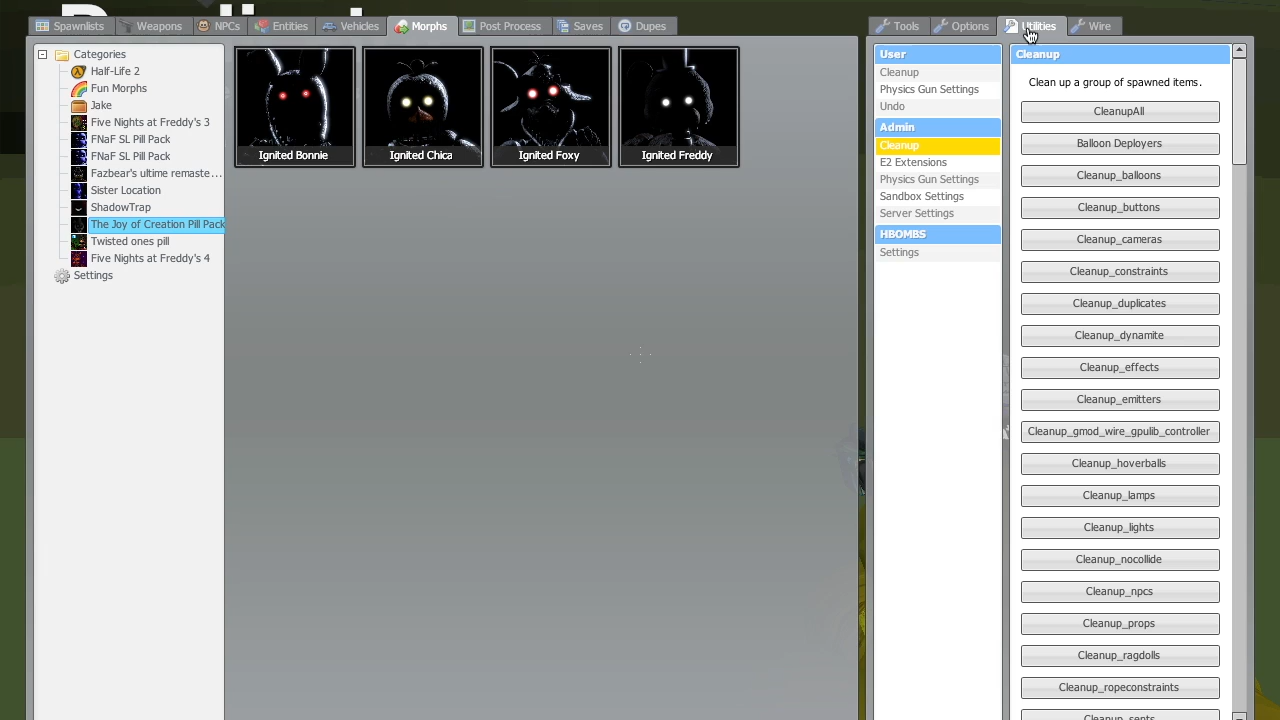 Spawnlists Weapons NPCs Entities Vehicles Morphs Post Process Saves Dupes
Categories
Half-Life 2
Fun Morphs
Jake
Five Nights at Freddy's 3
FNaF SL Pill Pack
FNaF SL Pill Pack
Fazbear's ultime remaste...
Sister Location
ShadowTrap
The Joy of Creation Pill Pack
Twisted ones pill
Five Nights at Freddy's 4
Settings
Ignited Bonnie
Ignited Chica
Ignited Foxy
Ignited Freddy
Tools Options Utilities Wire
User
Cleanup
Physics Gun Settings
Undo
Admin
Cleanup
E2 Extensions
Physics Gun Settings
Sandbox Settings
Server Settings
HBOMBS
Settings
Cleanup
Clean up a group of spawned items.
CleanupAll
Balloon Deployers
Cleanup_balloons
Cleanup_buttons
Cleanup_cameras
Cleanup_constraints
Cleanup_duplicates
Cleanup_dynamite
Cleanup_effects
Cleanup_emitters
Cleanup_gmod_wire_gpulib_controller
Cleanup_hoverballs
Cleanup_lamps
Cleanup_lights
Cleanup_nocollide
Cleanup_npcs
Cleanup_props
Cleanup_ragdolls
Cleanup_ropeconstraints
Cleanup_sents